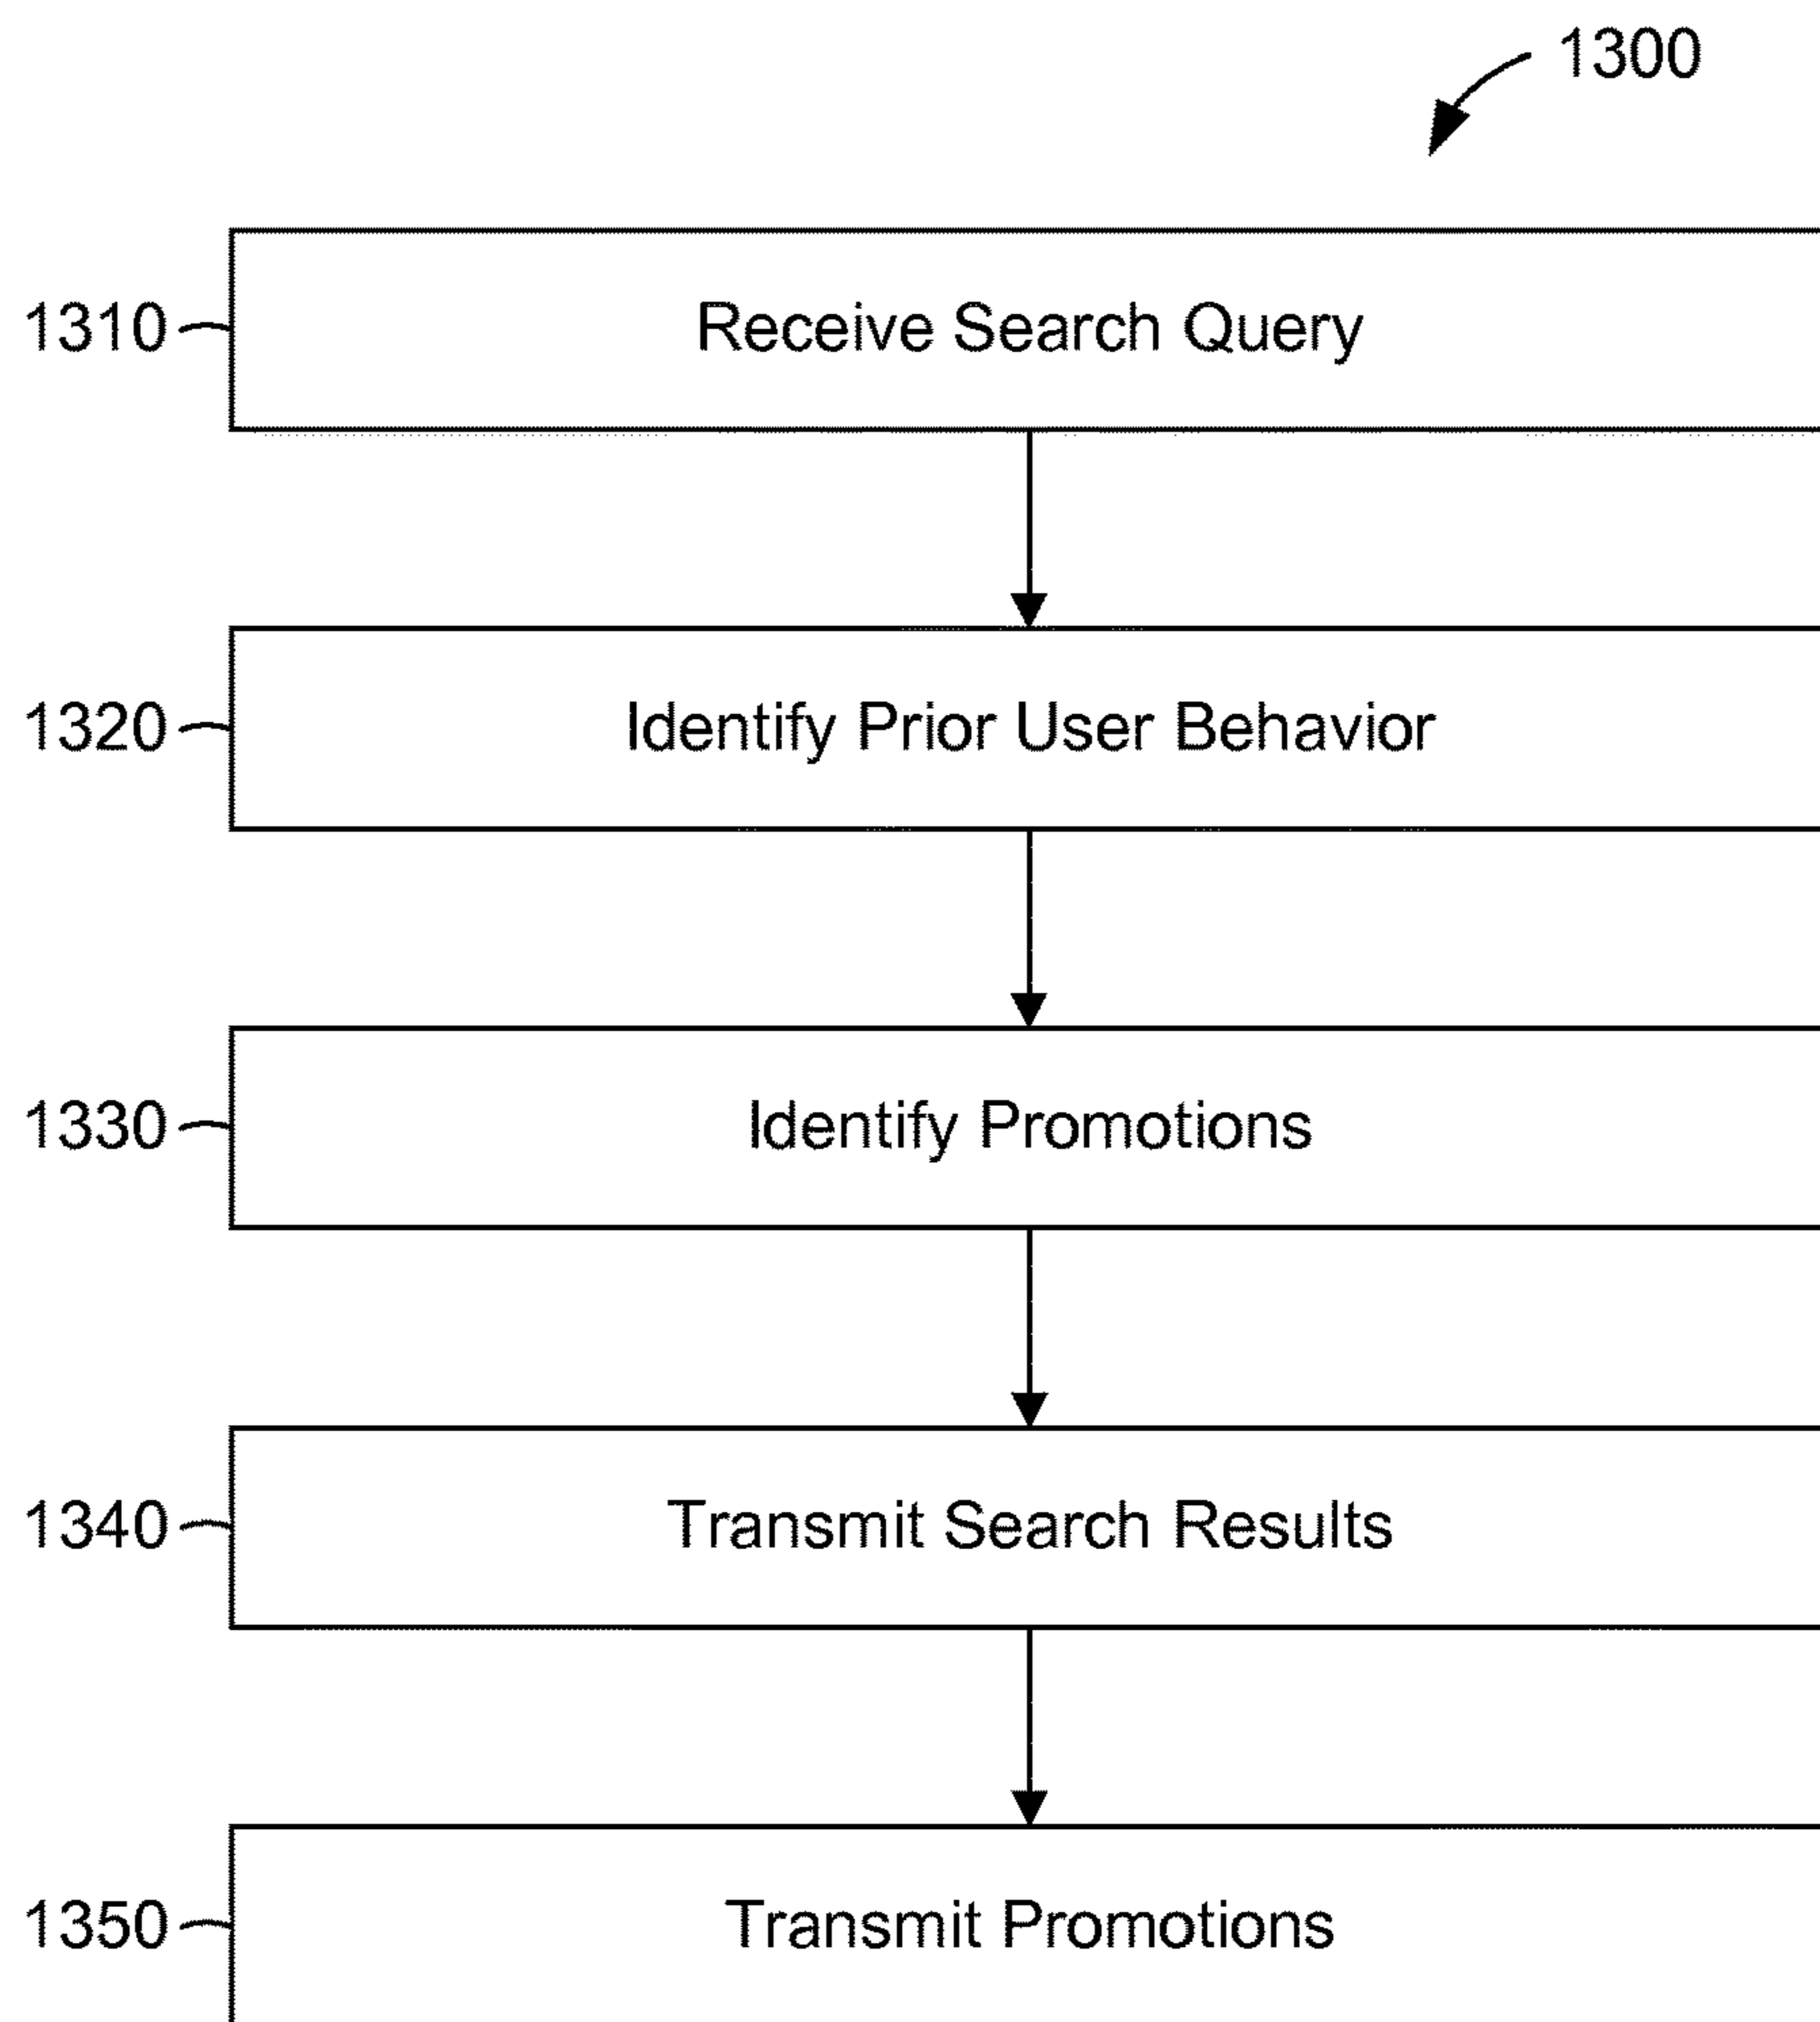 1300
1310 Receive Search Query
1320 Identify Prior User Behavior
1330 Identify Promotions
1340 Transmit Search Results
1350 Transmit Promotions